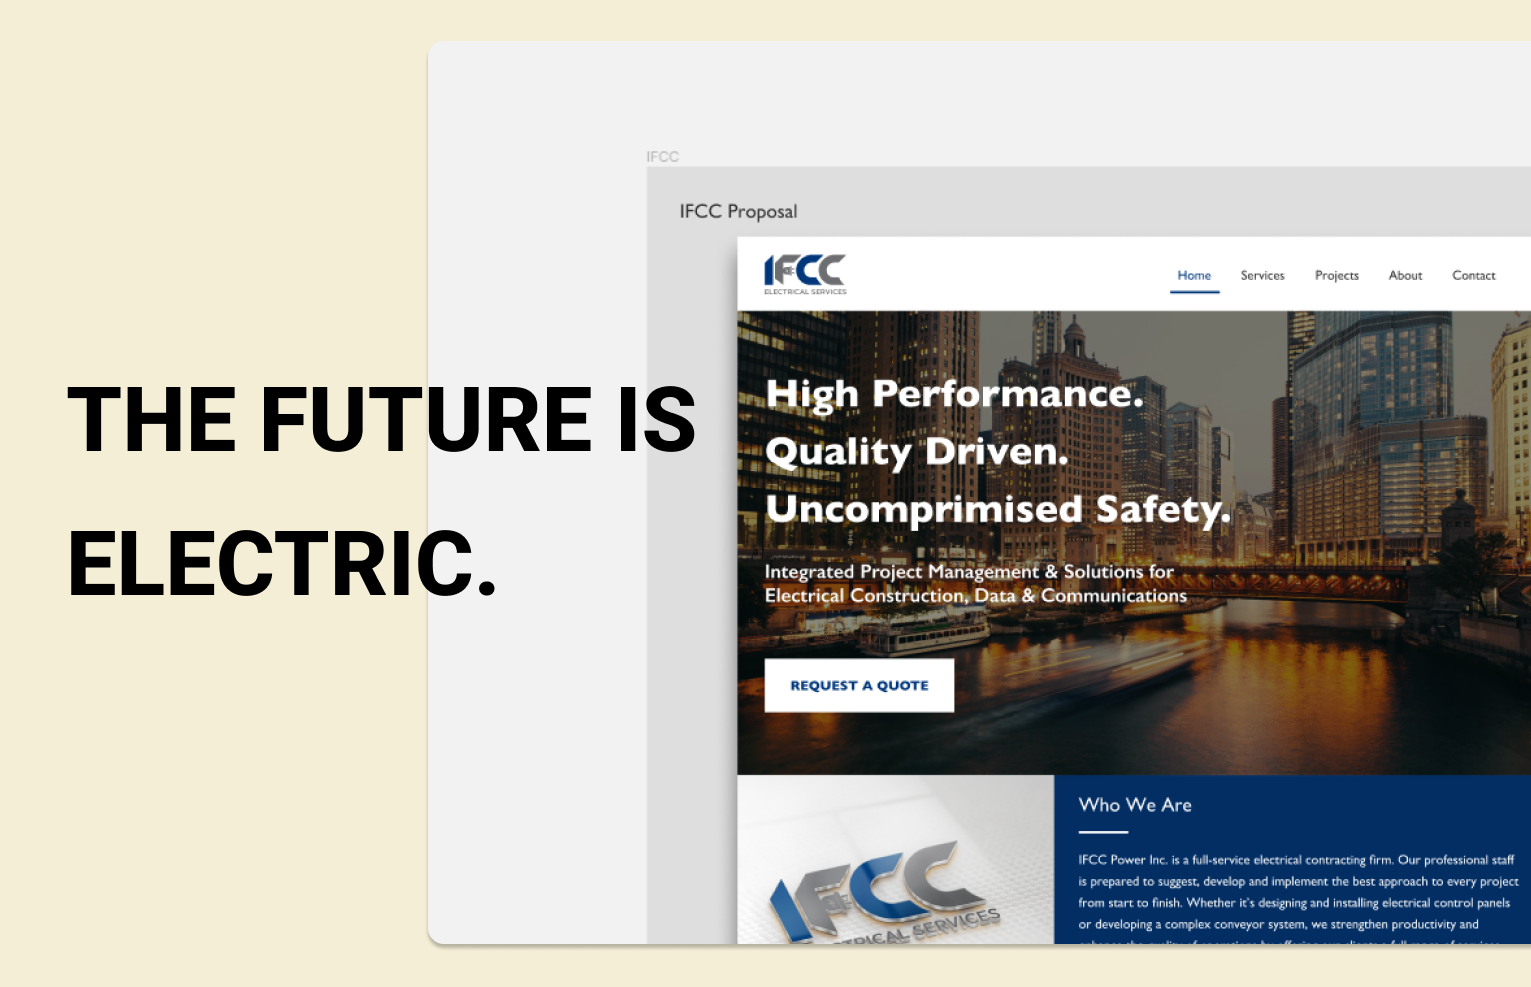 THE FUTURE IS
ELECTRIC.
IFCC
IFCC Proposal
IFCC
ELECTRICAL SERVICES
Home
Services
Projects
About
Contact
High Performance.
Quality Driven.
Uncomprimised Safety.
Integrated Project Management & Solutions for
Electrical Construction, Data & Communications
REQUEST A QUOTE
IFCC
TRICAL SERVICES
Who We Are
IFCC Power Inc. is a full-service electrical contracting firm. Our professional staff
is prepared to suggest, develop and implement the best approach to every project
from start to finish. Whether it's designing and installing electrical control panels
or developing a complex conveyor system, we strengthen productivity and